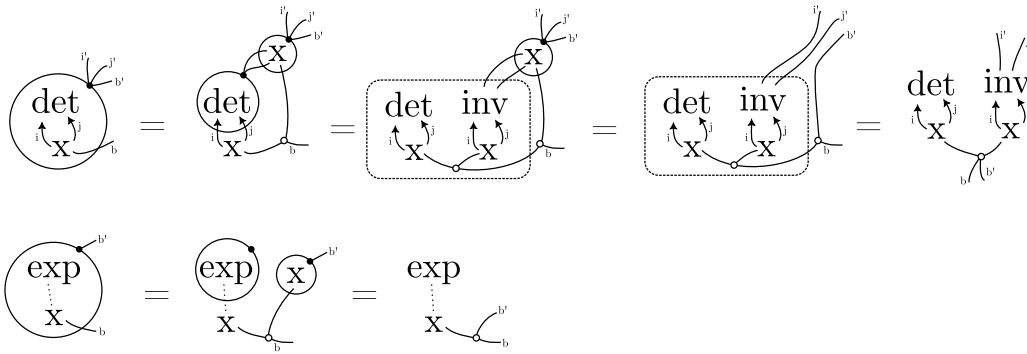 i' j' b'
det
i j
x b
=
i' j' b'
x
det
i j
x b
=
i' j' b'
x
det inv
i j i j
x x b
=
i' j' b'
det inv
i j i j
x x b
=
i'
det inv
i j i j
x x
b b'
b'
exp
x b
=
b'
exp x
x
b
=
exp
b'
x
b